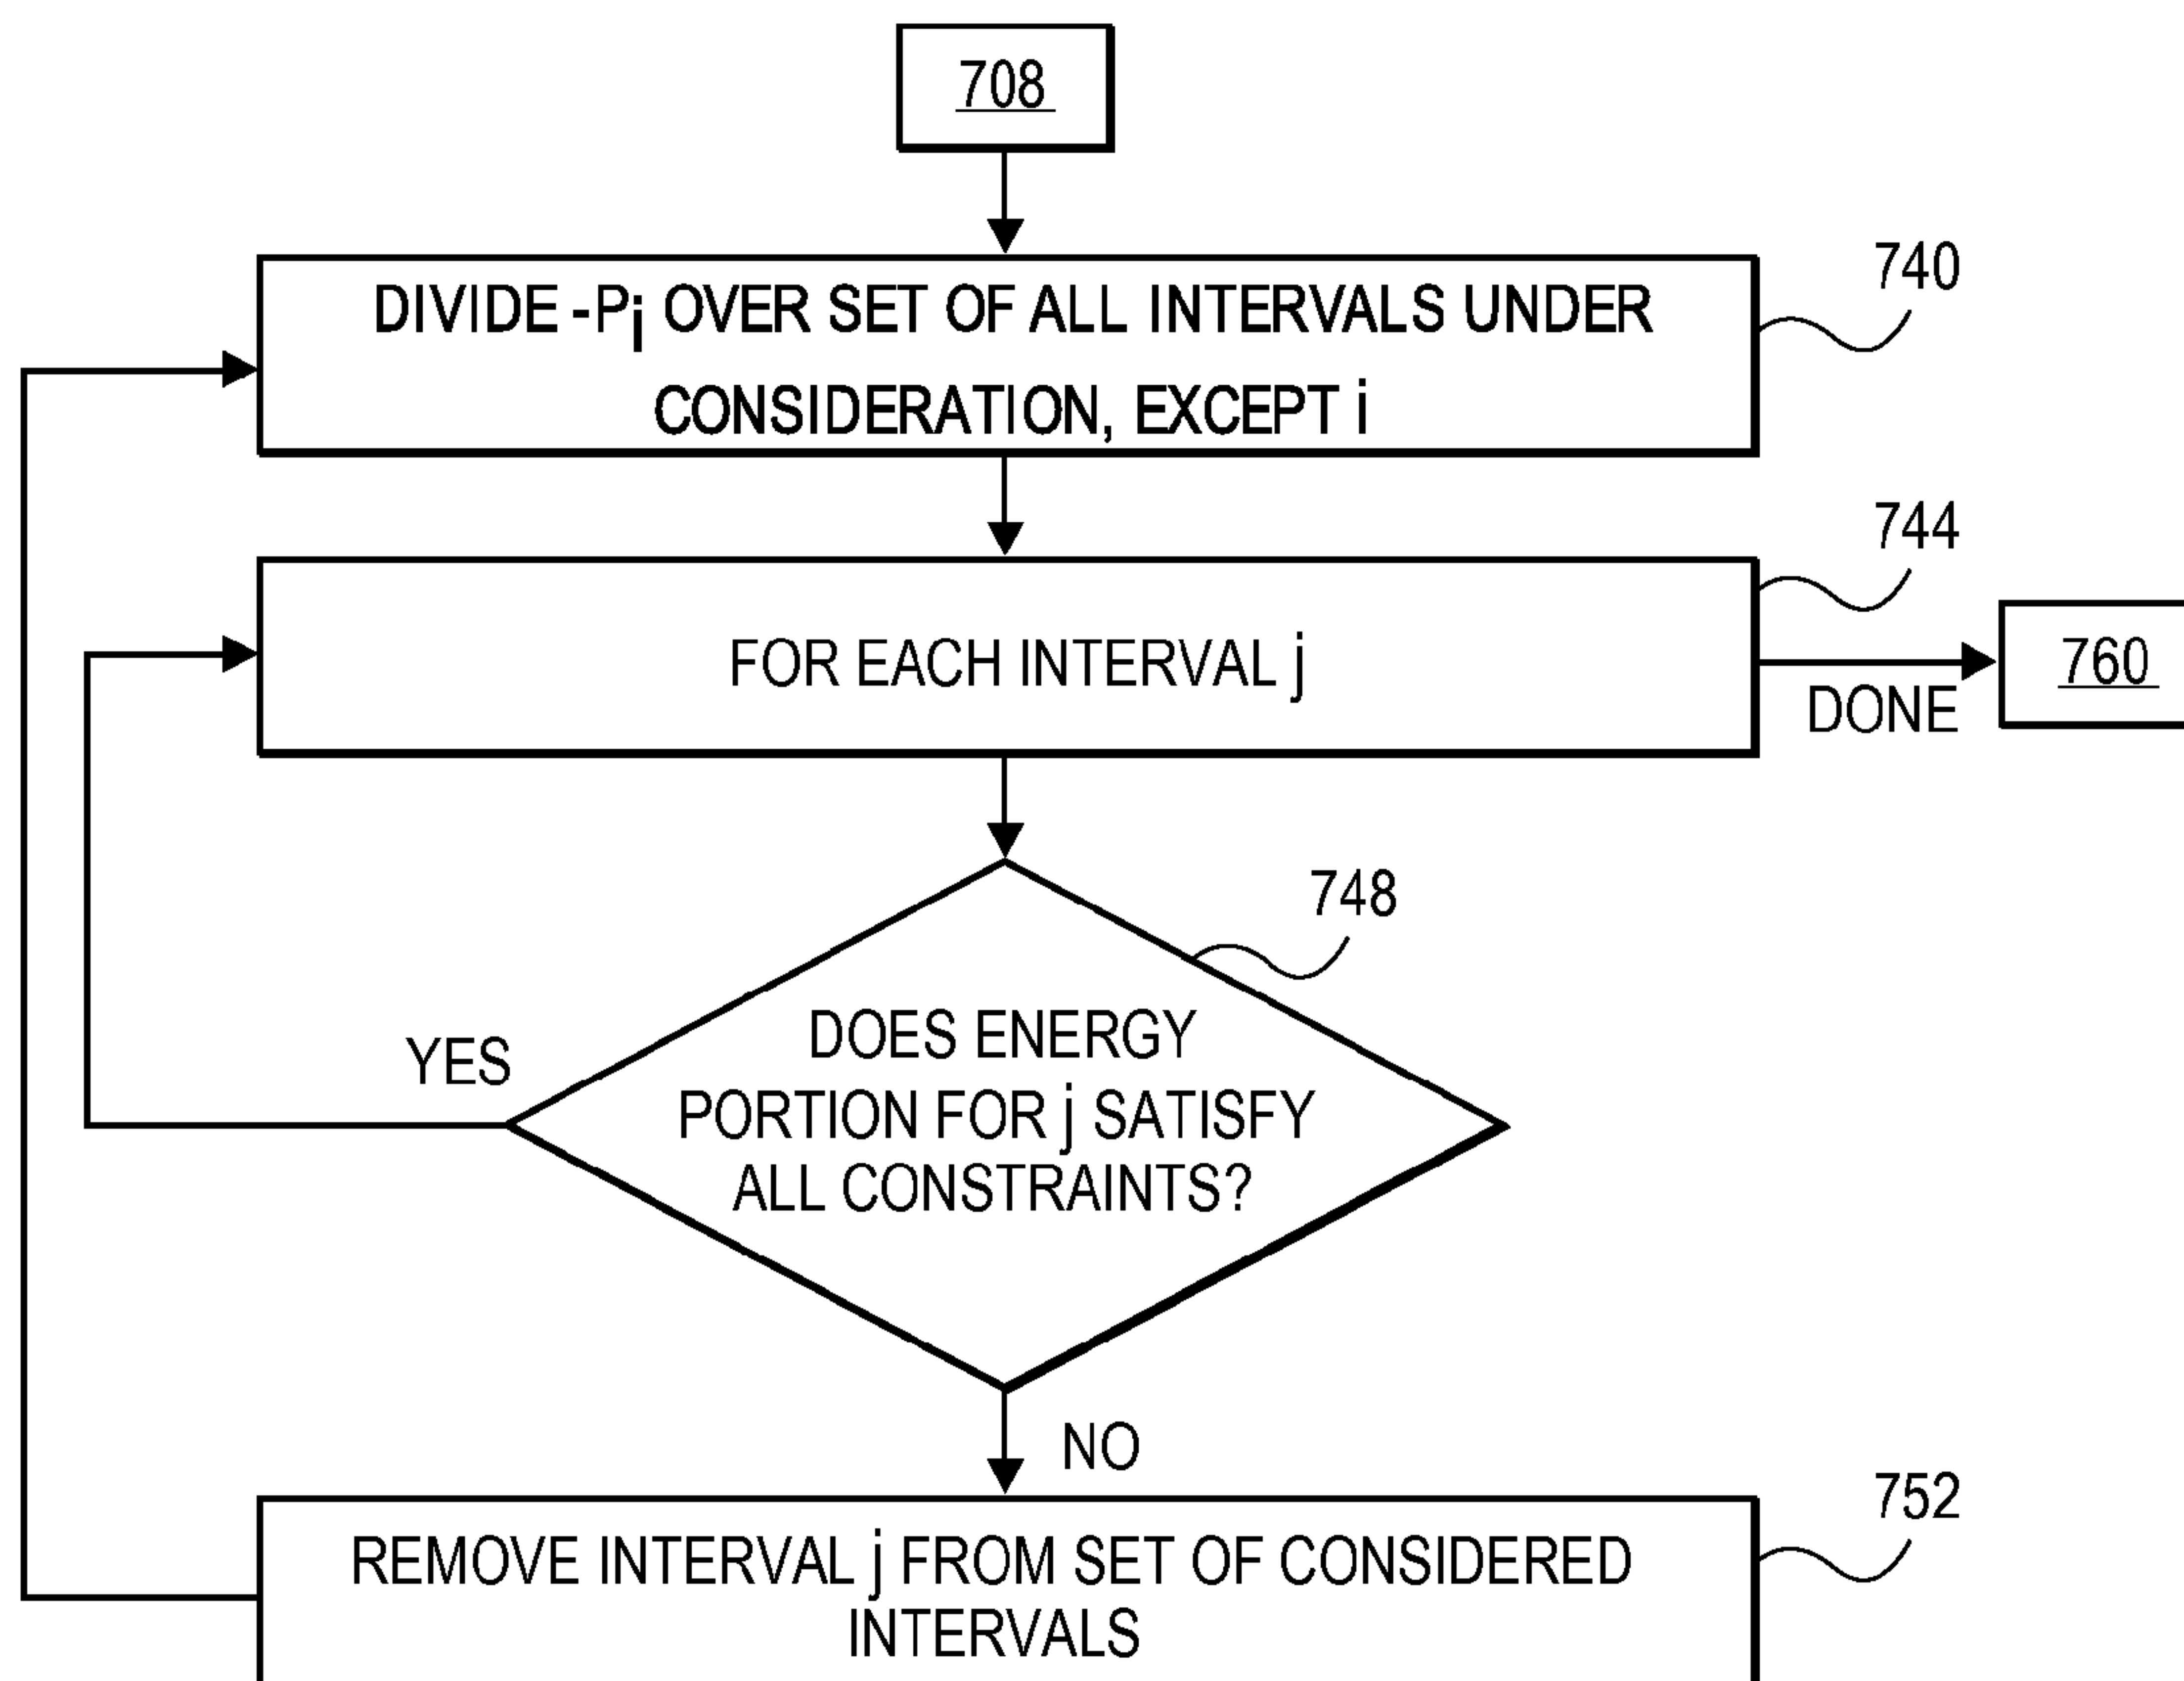 708
740
DIVIDE -Pi OVER SET OF ALL INTERVALS UNDER
CONSIDERATION, EXCEPT i
744
FOR EACH INTERVAL j
760
DONE
748
DOES ENERGY
PORTION FOR j SATISFY
ALL CONSTRAINTS?
YES
NO
752
REMOVE INTERVAL j FROM SET OF CONSIDERED
INTERVALS